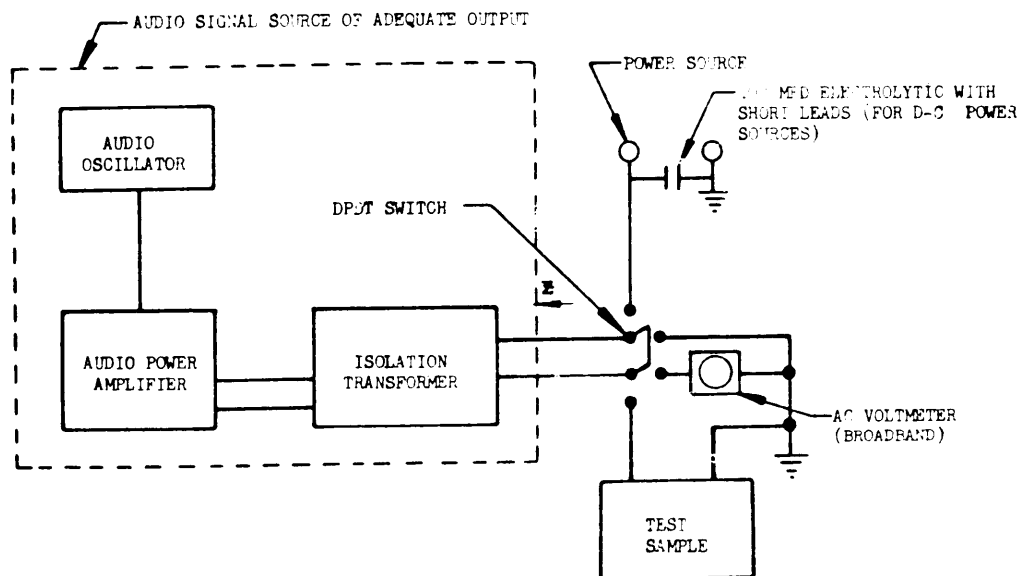 AUDIO SIGNAL SOURCE OF ADEQUATE OUTPUT
POWER SOURCE
MFD ELECTROLYTIC WITH
SHORT LEADS (FOR D-C POWER
SOURCES)
AUDIO
OSCILLATOR
DPDT SWITCH
Z
AUDIO POWER
AMPLIFIER
ISOLATION
TRANSFORMER
AC VOLTMETER
(BROADBAND)
TEST
SAMPLE